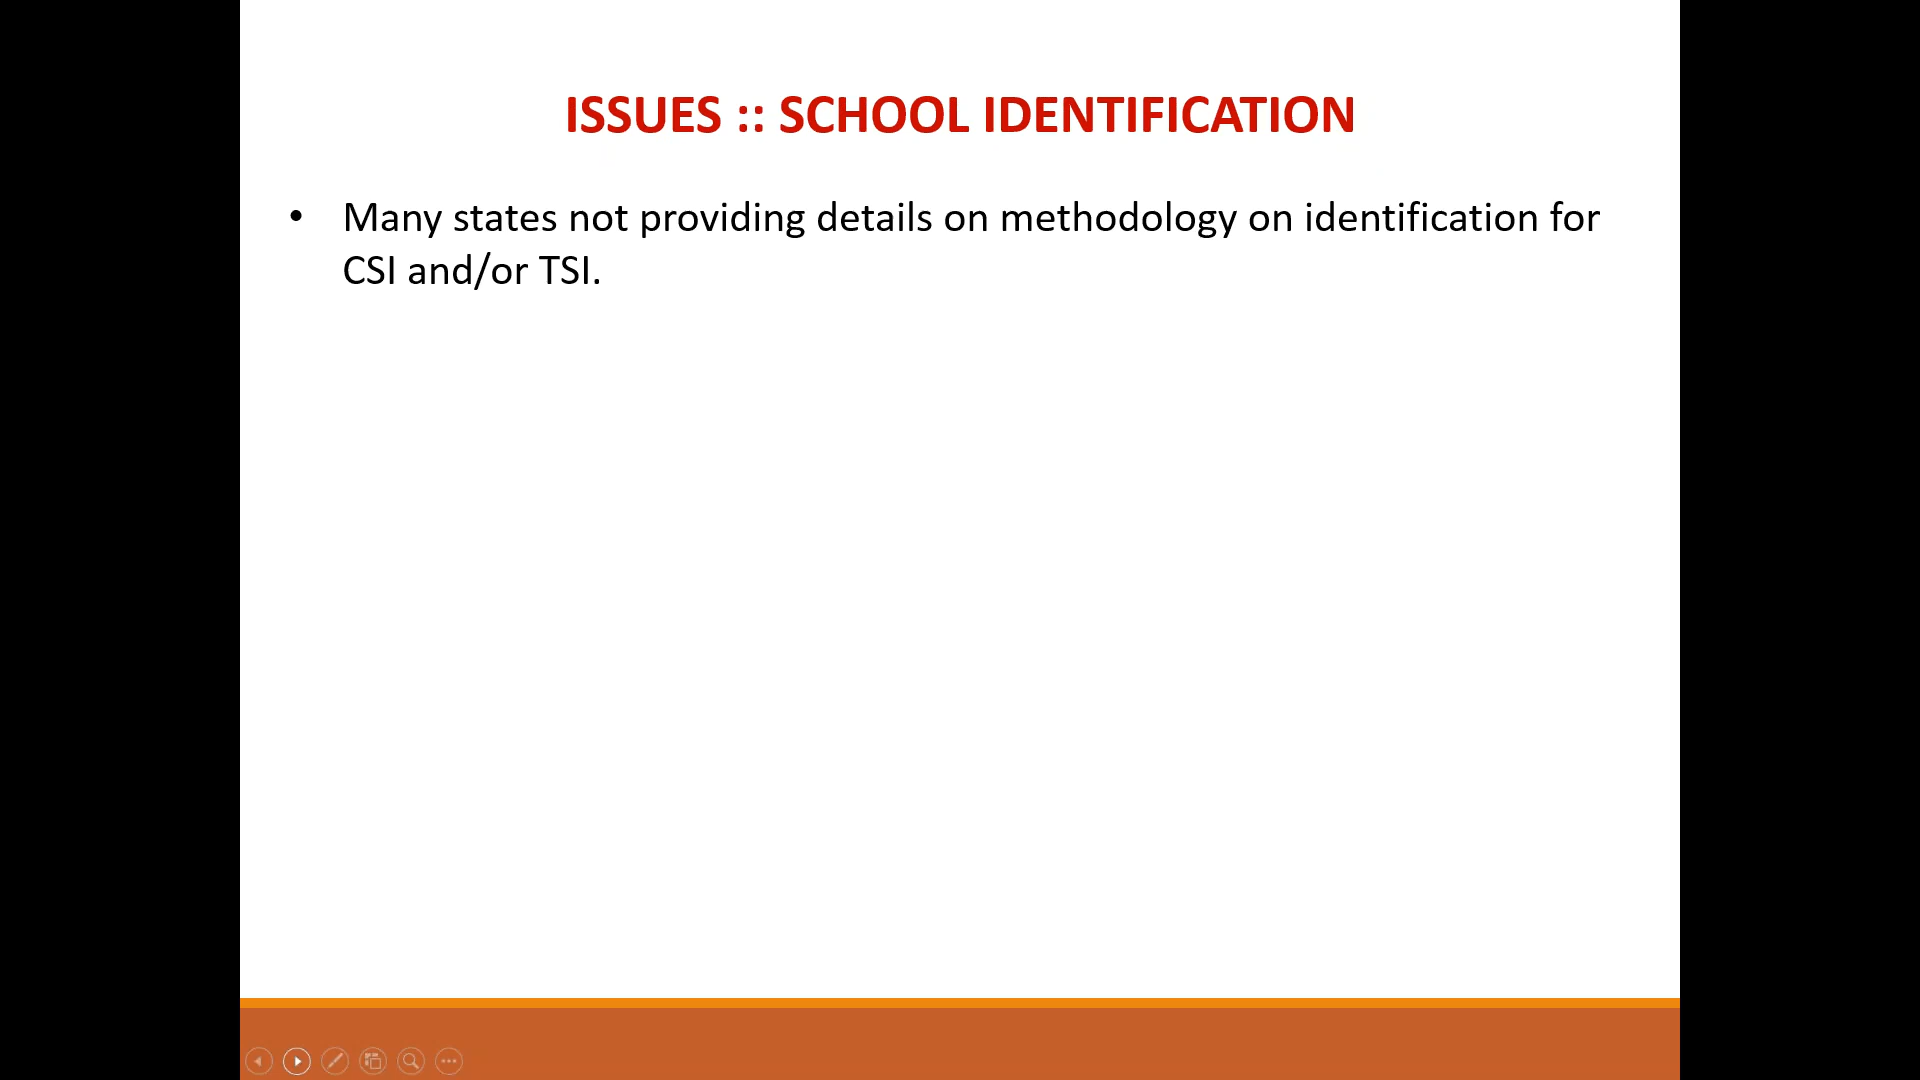 ISSUES :: SCHOOL IDENTIFICATION
• Many states not providing details on methodology on identification for
CSI and/or TSI.